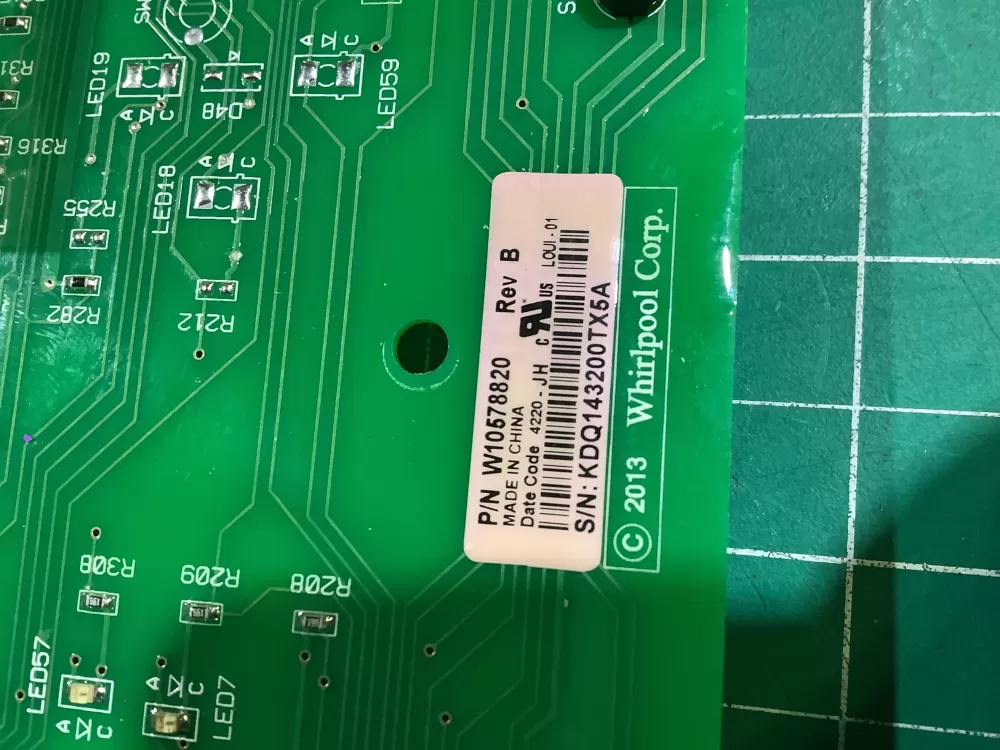 P/N W10578820 Rev B
MADE IN CHINA
Date Code 4220 - JH
C US LOUI - 01
S/N: KDQ143200TX5A
© 2013 Whirlpool Corp.
SW
LED19
A C
D48
A C
LED59
R316
A C
LED18
R255
R282
R212
R308
R209
R208
LED57
A C
A C
LED7